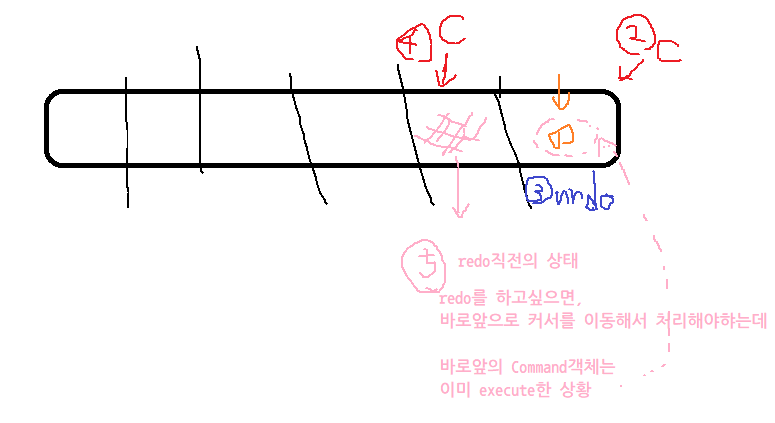 ④ C
② C
③ undo
⑤ redo직전의 상태
redo를 하고싶으면,
바로앞으로 커서를 이동해서 처리해야햐는데
바로앞의 Command객체는
이미 execute한 상황